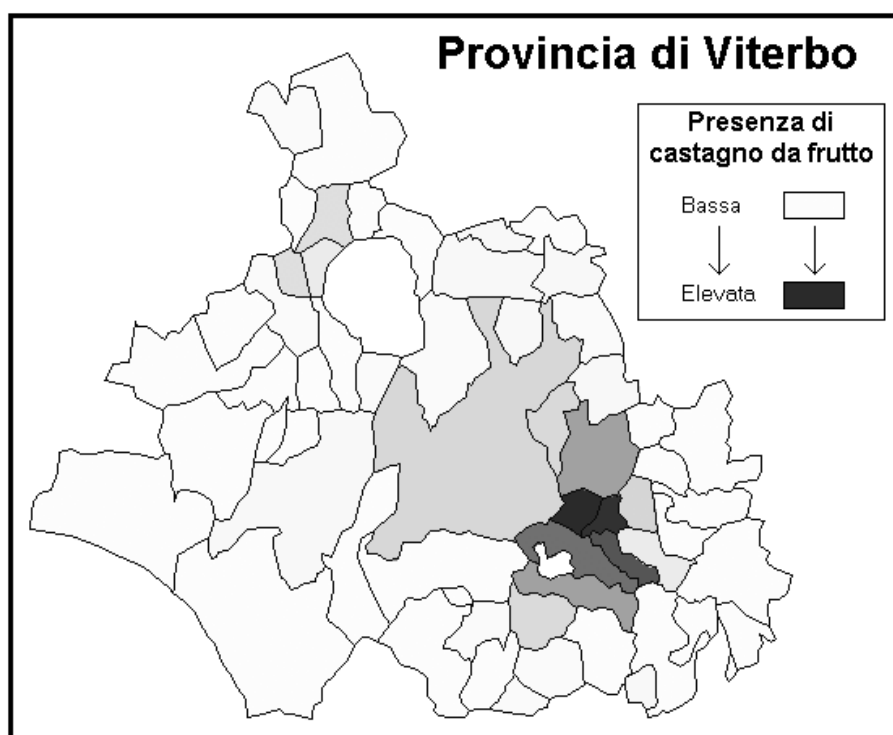 Provincia di Viterbo
Presenza di
castagno da frutto
Bassa
Elevata